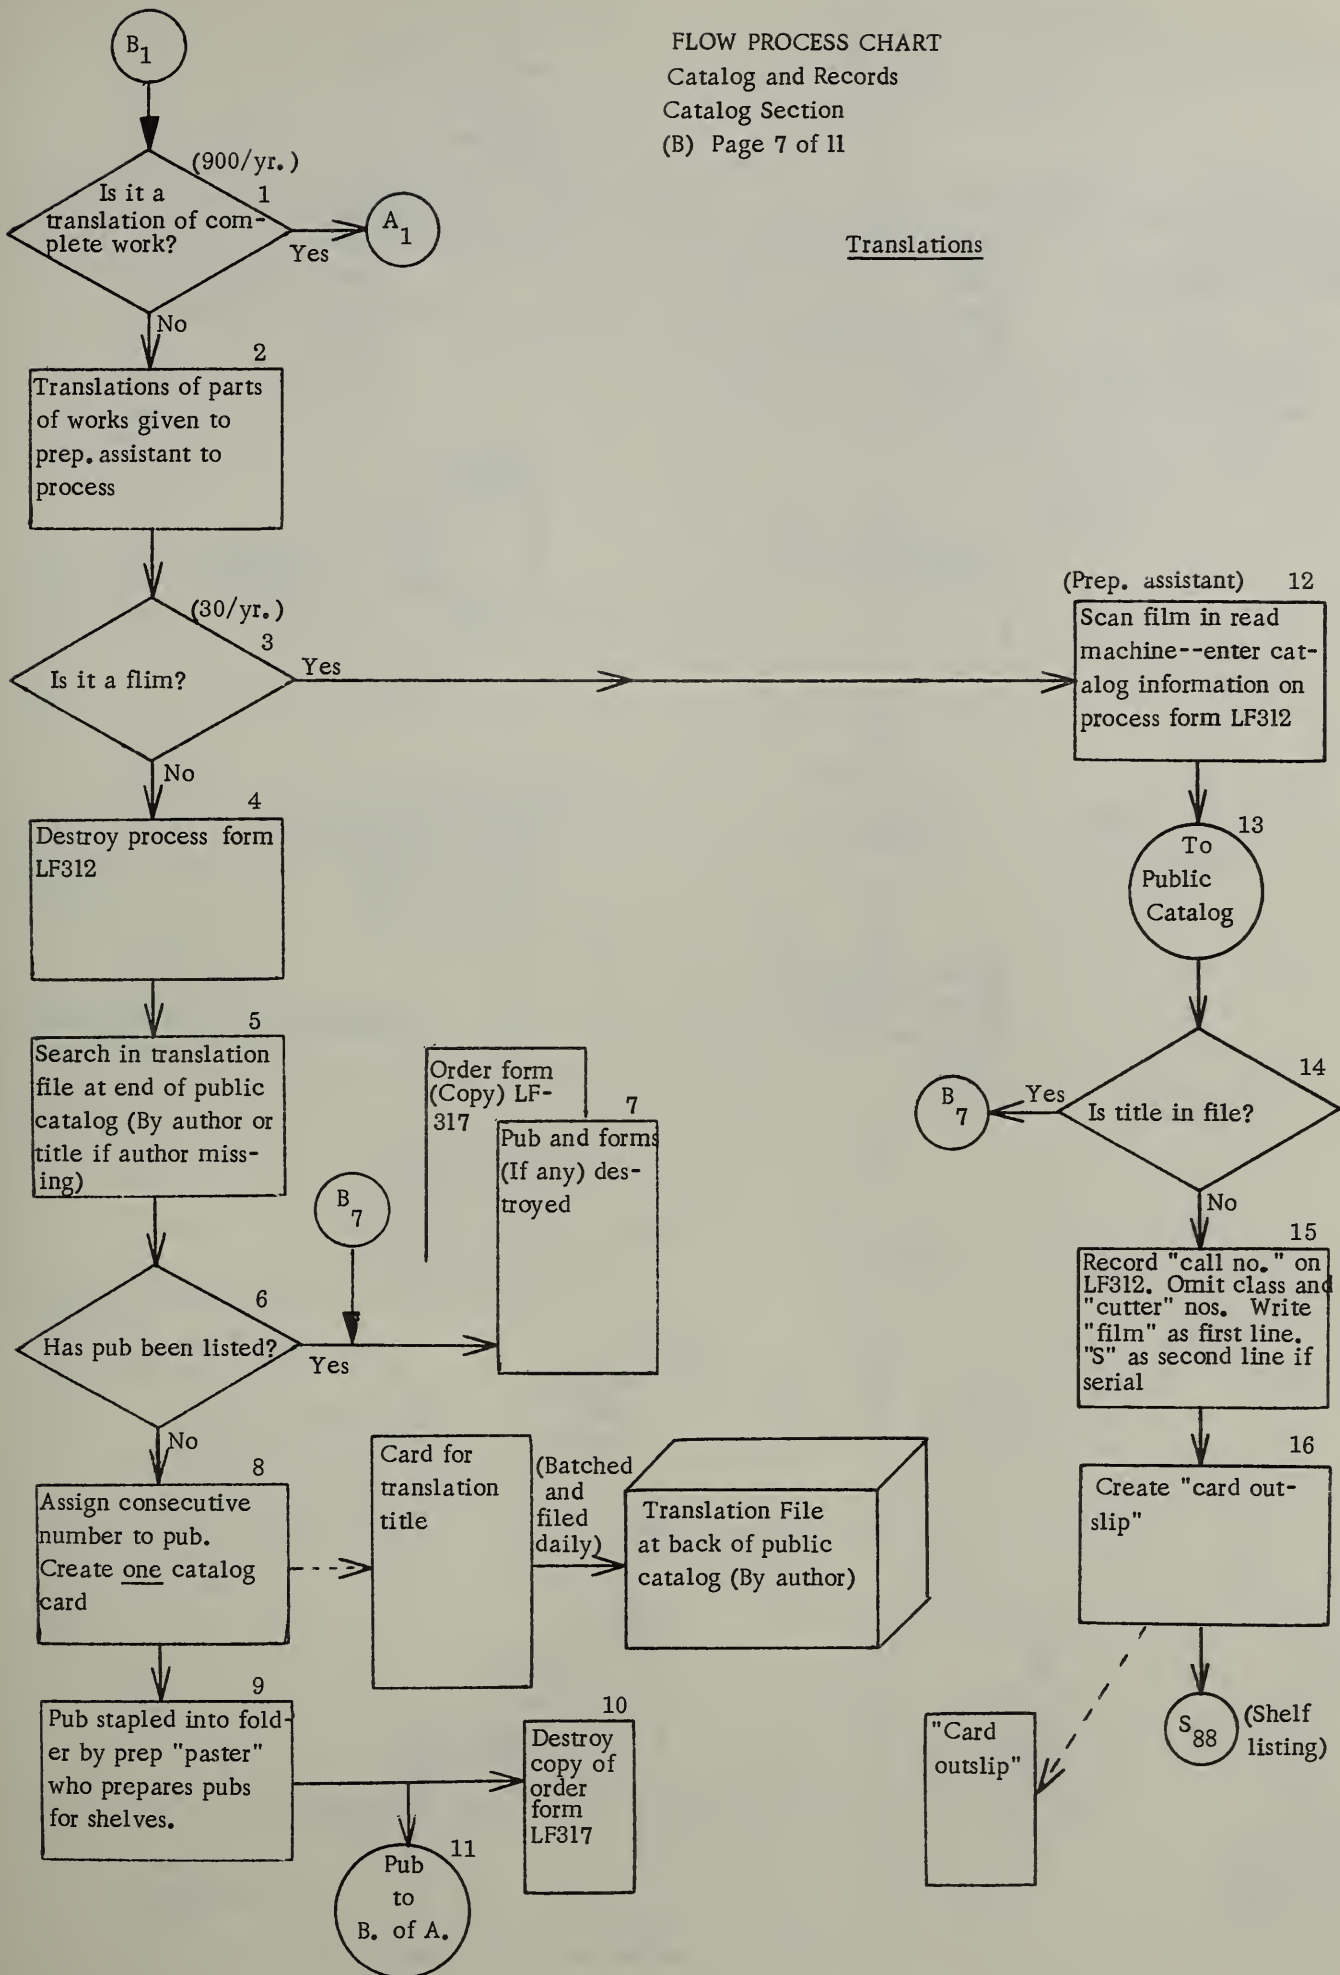 B1
FLOW PROCESS CHART
Catalog and Records
Catalog Section
(B) Page 7 of 11
Translations
(900/yr.)
1
Is it a
translation of com-
plete work?
Yes
A1
No
2
Translations of parts
of works given to
prep. assistant to
process
(30/yr.)
3
Is it a flim?
Yes
No
4
Destroy process form
LF312
5
Search in translation
file at end of public
catalog (By author or
title if author miss-
ing)
6
Has pub been listed?
Yes
B7
Order form
(Copy) LF-
317
7
Pub and forms
(If any) des-
troyed
No
8
Assign consecutive
number to pub.
Create one catalog
card
Card for
translation
title
(Batched
and
filed
daily)
Translation File
at back of public
catalog (By author)
9
Pub stapled into fold-
er by prep "paster"
who prepares pubs
for shelves.
10
Destroy
copy of
order
form
LF317
11
Pub
to
B. of A.
(Prep. assistant) 12
Scan film in read
machine--enter cat-
alog information on
process form LF312
13
To
Public
Catalog
14
Is title in file?
Yes
B7
No
15
Record "call no." on
LF312. Omit class and
"cutter" nos. Write
"film" as first line.
"S" as second line if
serial
16
Create "card out-
slip"
"Card
outslip"
S88
(Shelf
listing)